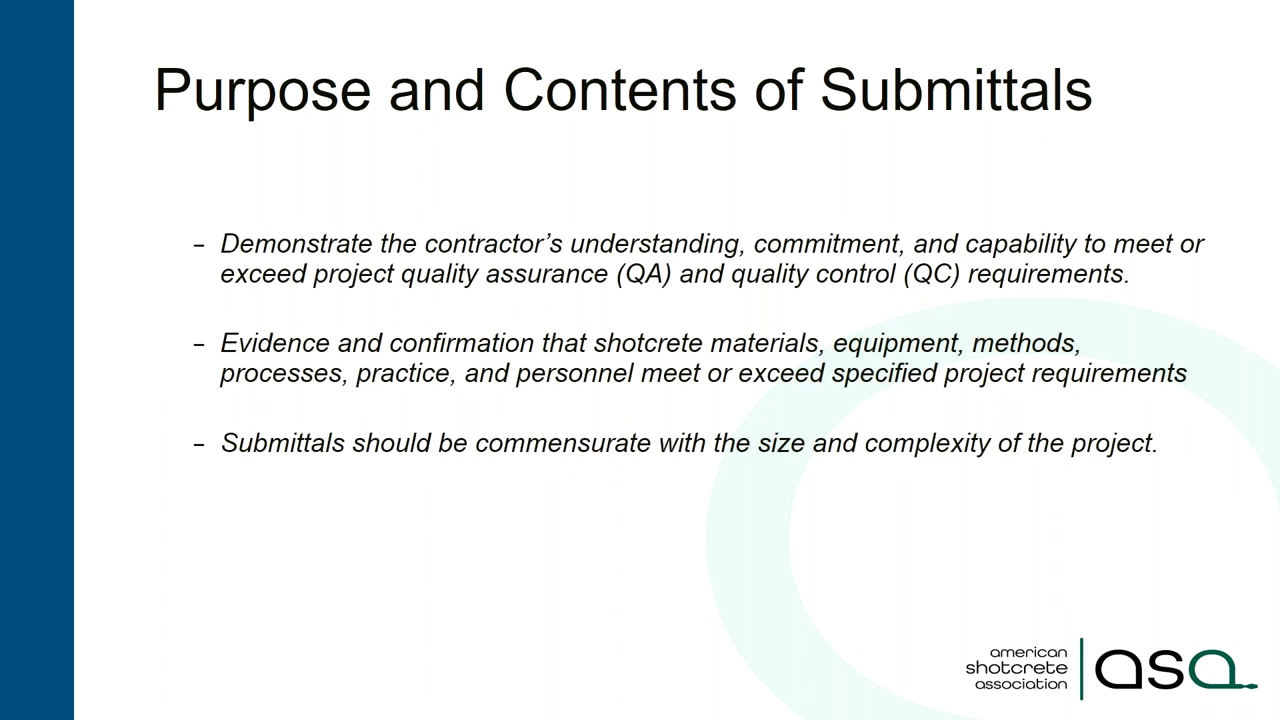 Purpose and Contents of Submittals
– Demonstrate the contractor’s understanding, commitment, and capability to meet or
exceed project quality assurance (QA) and quality control (QC) requirements.
– Evidence and confirmation that shotcrete materials, equipment, methods,
processes, practice, and personnel meet or exceed specified project requirements
– Submittals should be commensurate with the size and complexity of the project.
american
shotcrete
association
asa